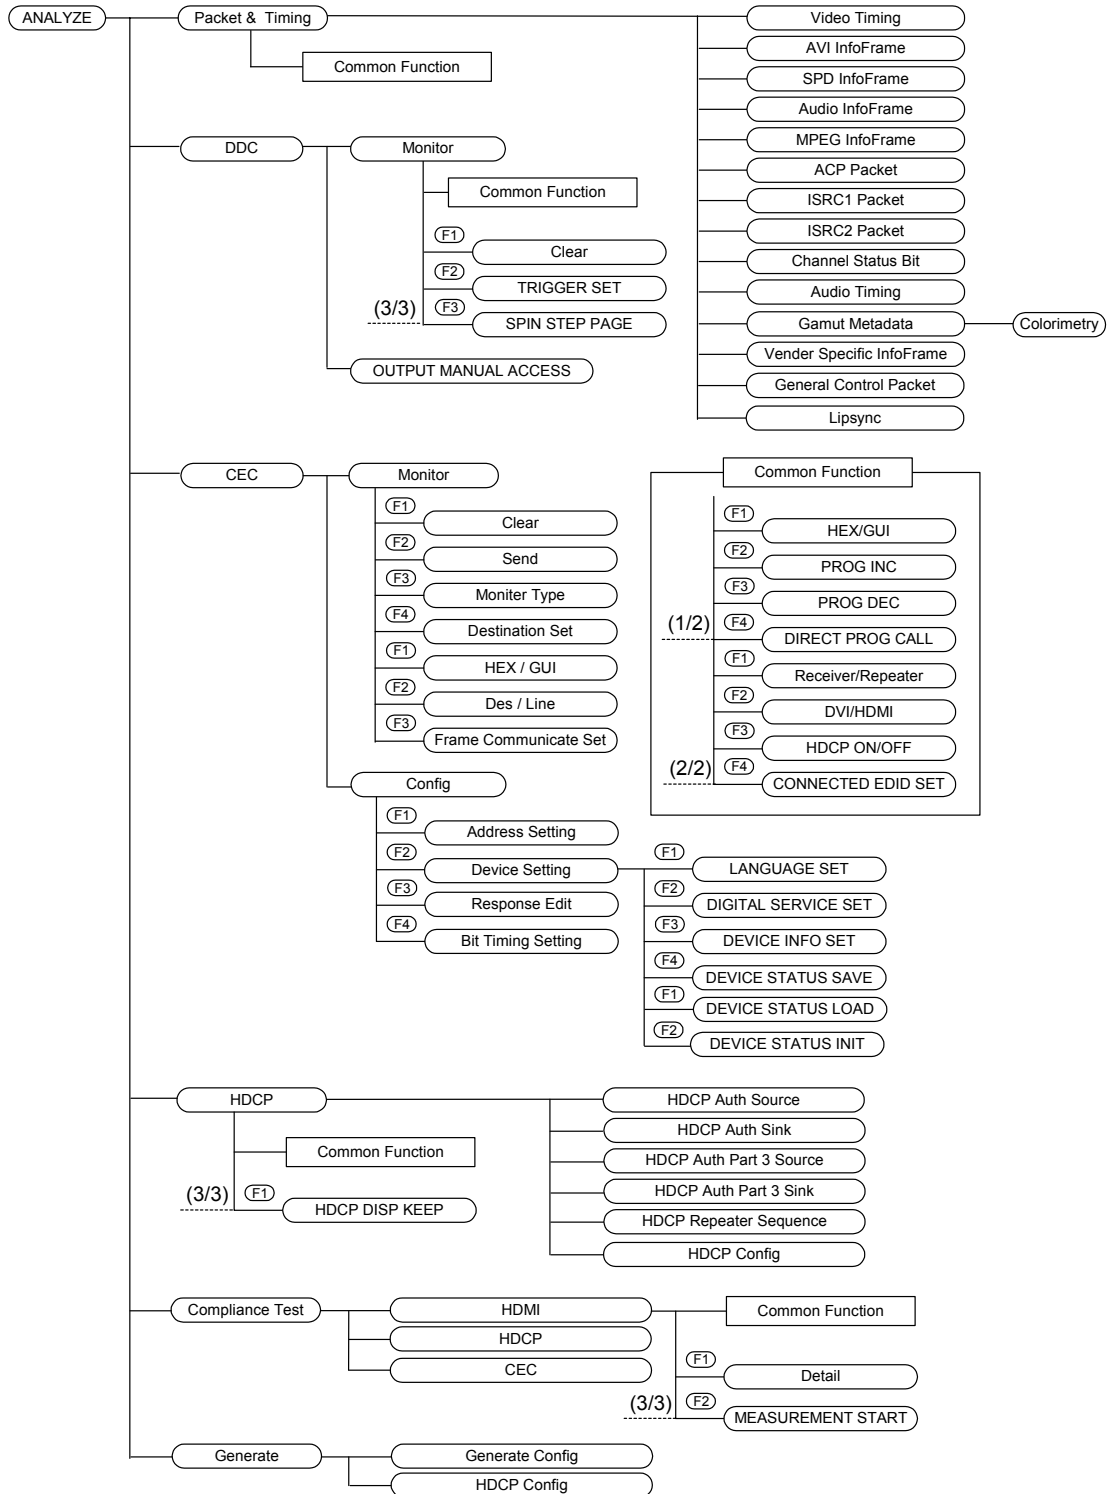 ANALYZE
Packet &  Timing
Common Function
Video Timing
AVI InfoFrame
SPD InfoFrame
Audio InfoFrame
MPEG InfoFrame
ACP Packet
ISRC1 Packet
ISRC2 Packet
Channel Status Bit
Audio Timing
Gamut Metadata
Colorimetry
Vender Specific InfoFrame
General Control Packet
Lipsync
DDC
Monitor
Common Function
F1
Clear
F2
TRIGGER SET
(3/3)
F3
SPIN STEP PAGE
OUTPUT MANUAL ACCESS
CEC
Monitor
F1
Clear
F2
Send
F3
Moniter Type
F4
Destination Set
F1
HEX / GUI
F2
Des / Line
F3
Frame Communicate Set
Common Function
F1
HEX/GUI
F2
PROG INC
F3
PROG DEC
(1/2)
F4
DIRECT PROG CALL
F1
Receiver/Repeater
F2
DVI/HDMI
F3
HDCP ON/OFF
(2/2)
F4
CONNECTED EDID SET
Config
F1
Address Setting
F2
Device Setting
F3
Response Edit
F4
Bit Timing Setting
F1
LANGUAGE SET
F2
DIGITAL SERVICE SET
F3
DEVICE INFO SET
F4
DEVICE STATUS SAVE
F1
DEVICE STATUS LOAD
F2
DEVICE STATUS INIT
HDCP
Common Function
(3/3)
F1
HDCP DISP KEEP
HDCP Auth Source
HDCP Auth Sink
HDCP Auth Part 3 Source
HDCP Auth Part 3 Sink
HDCP Repeater Sequence
HDCP Config
Compliance Test
HDMI
HDCP
CEC
Common Function
F1
Detail
(3/3)
F2
MEASUREMENT START
Generate
Generate Config
HDCP Config